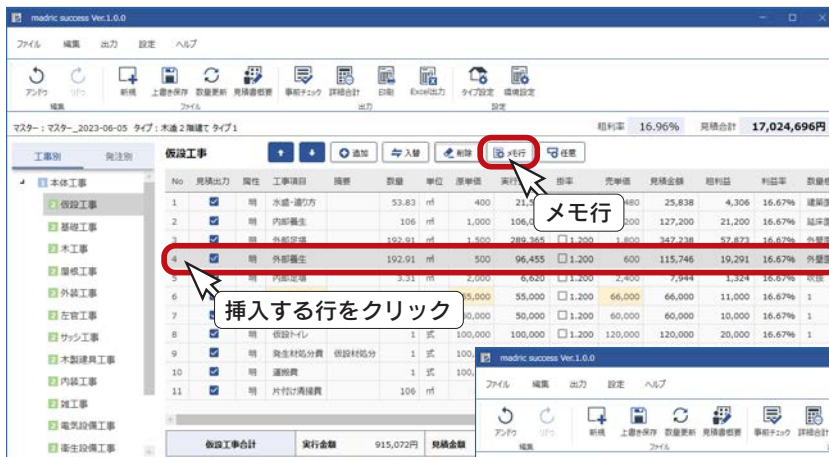 madric success Ver.1.0.0
ファイル 編集 出力 設定 ヘルプ
アンドウ リドウ 新規 上書き保存 数量更新 見積書概要 事前チェック 詳細合計 印刷 Excel出力 タイプ設定 環境設定
編集 ファイル 出力 設定
マスター：マスター_2023-06-05 タイプ：木造2階建て タイプ1 粗利率 16.96% 見積合計 17,024,696円
工事別 発注別 仮設工事 追加 入替 削除 メモ行 任意
本体工事
仮設工事
基礎工事
木工事
屋根工事
外装工事
左官工事
サッシ工事
木製建具工事
内装工事
雑工事
電気設備工事
衛生設備工事
No 見積出力 属性 工事項目 摘要 数量 単位 原単価 掛率 売単価 見積金額 粗利益 利益率
1 明 水盛・遣り方 53.83 ㎡ 400 480 25,838 4,306 16.67%
2 明 内部養生 106 ㎡ 1,000 127,200 21,200 16.67%
3 明 外部足場 192.91 ㎡ 1,500 289,365 1.200 1,800 347,238 57,873 16.67%
4 明 外部養生 192.91 ㎡ 500 96,455 1.200 600 115,746 19,291 16.67%
5 明 内部足場 3.31 ㎡ 2,000 6,620 1.200 2,400 7,944 1,324 16.67%
6 55,000 55,000 1.200 66,000 66,000 11,000 16.67% 1
7 50,000 1.200 60,000 60,000 10,000 16.67% 1
8 明 仮設トイレ 1 式 100,000 100,000 1.200 120,000 120,000 20,000 16.67% 1
9 明 発生材処分費 仮設材処分 1 式
10 明 運搬費 1 式
11 明 片付け清掃費 106 ㎡
仮設工事合計 実行金額 915,072円 見積金額
メモ行
挿入する行をクリック
madric success Ver.1.0.0
ファイル 編集 出力 設定 ヘルプ
アンドウ リドウ 新規 上書き保存 数量更新 見積書概要 事前チェック 詳細合計
編集 ファイル